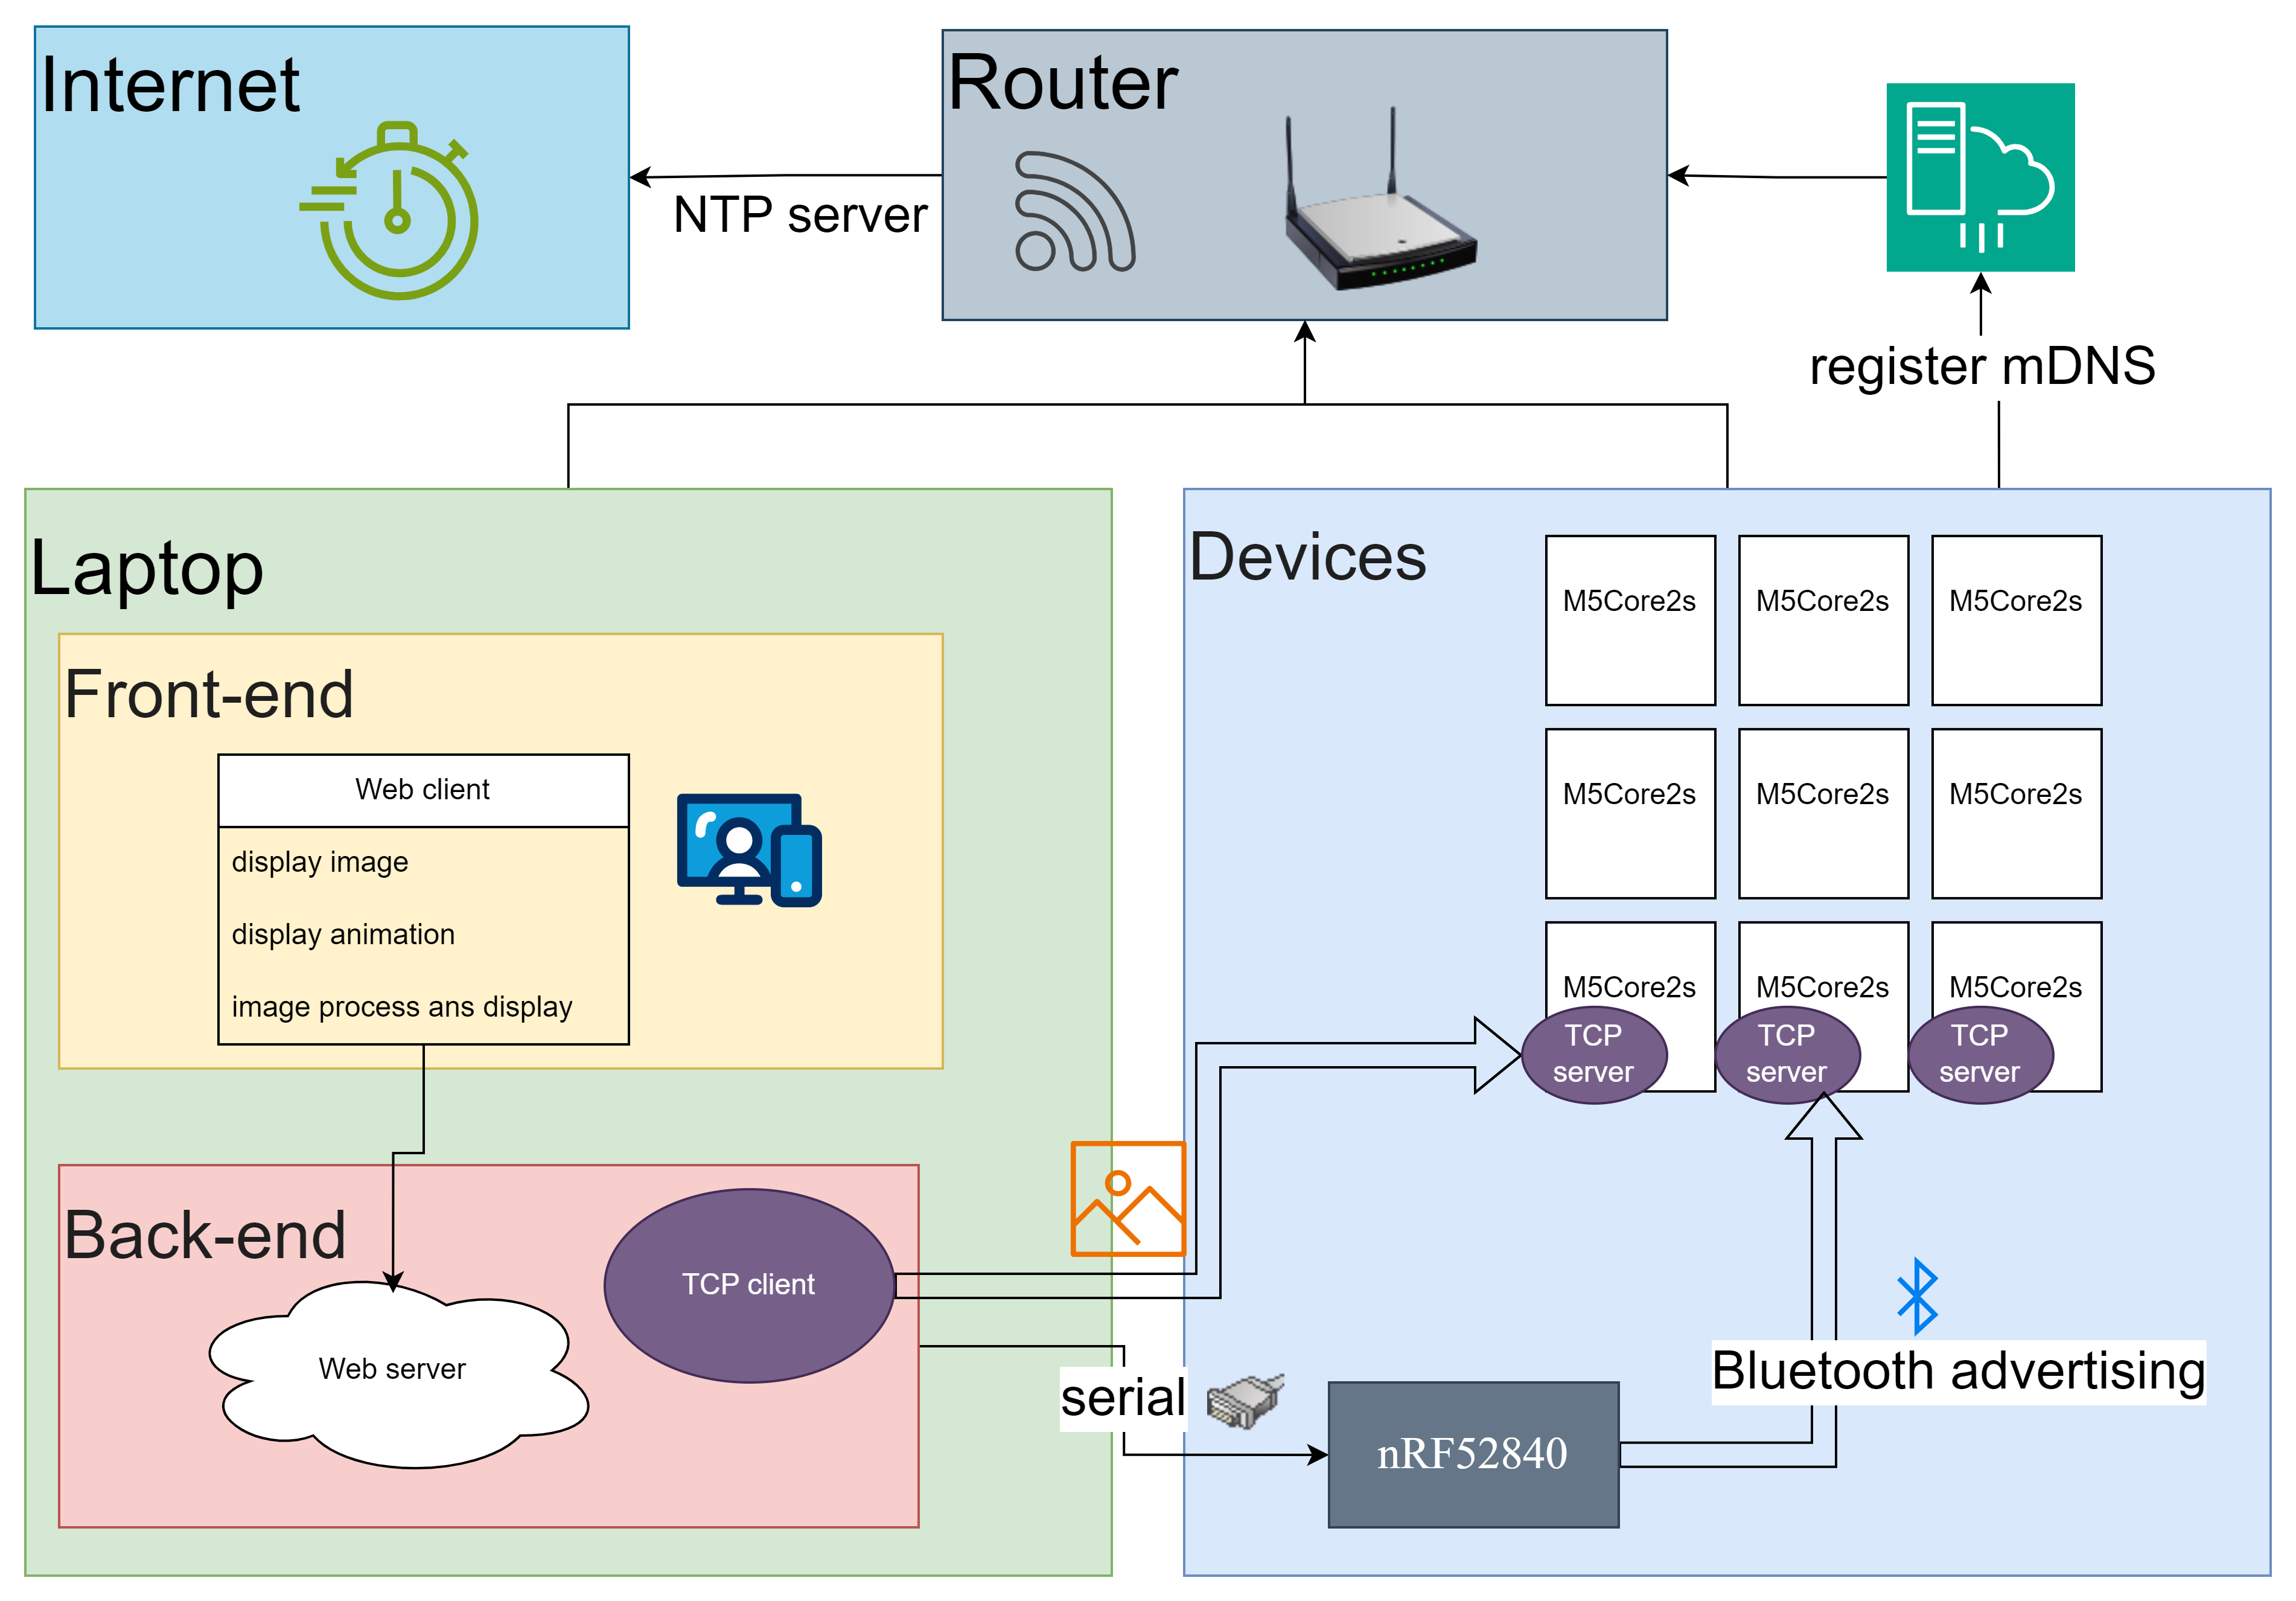 Internet
Router
NTP server
register mDNS
Laptop
Devices
M5Core2s
M5Core2s
M5Core2s
Front-end
Web client
display image
display animation
image process ans display
M5Core2s
M5Core2s
M5Core2s
M5Core2s
M5Core2s
M5Core2s
TCP
server
TCP
server
TCP
server
Back-end
TCP client
Web server
serial
nRF52840
Bluetooth advertising